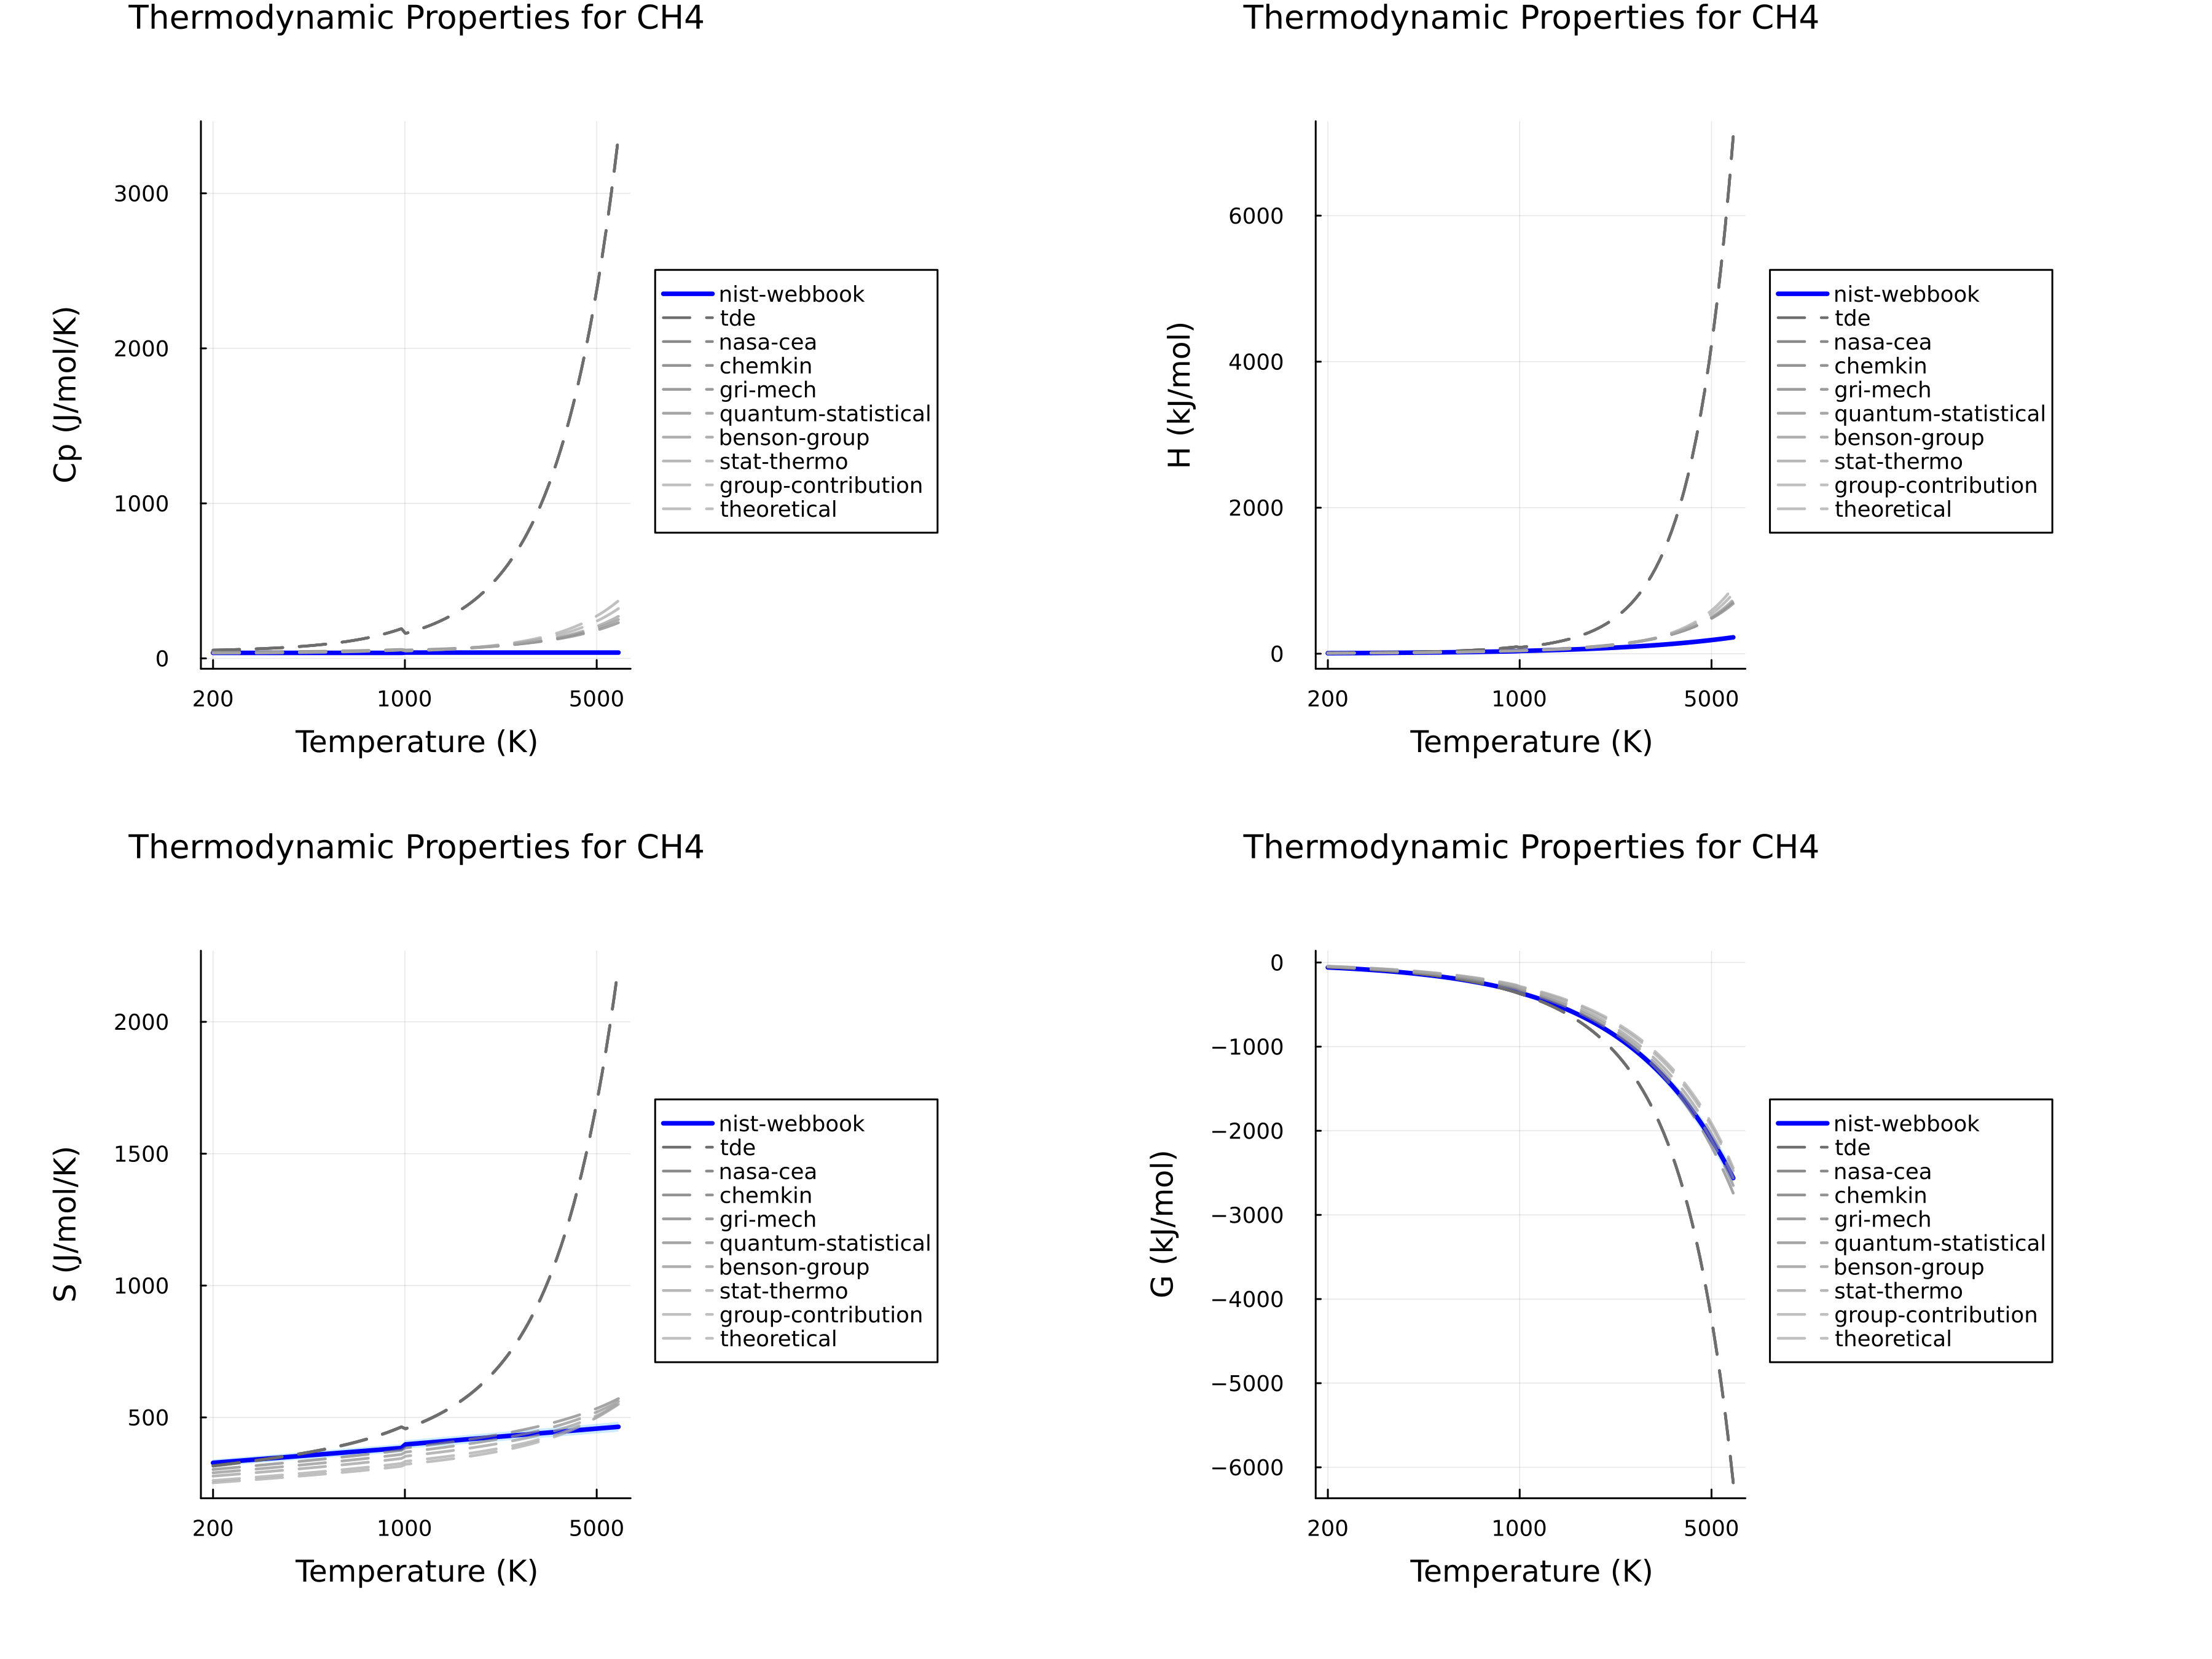 Thermodynamic Properties for CH4
Cp (J/mol/K)
3000
2000
1000
0
200
1000
5000
Temperature (K)
nist-webbook
tde
nasa-cea
chemkin
gri-mech
quantum-statistical
benson-group
stat-thermo
group-contribution
theoretical
Thermodynamic Properties for CH4
H (kJ/mol)
6000
4000
2000
0
200
1000
5000
Temperature (K)
nist-webbook
tde
nasa-cea
chemkin
gri-mech
quantum-statistical
benson-group
stat-thermo
group-contribution
theoretical
Thermodynamic Properties for CH4
S (J/mol/K)
2000
1500
1000
500
200
1000
5000
Temperature (K)
nist-webbook
tde
nasa-cea
chemkin
gri-mech
quantum-statistical
benson-group
stat-thermo
group-contribution
theoretical
Thermodynamic Properties for CH4
G (kJ/mol)
0
−1000
−2000
−3000
−4000
−5000
−6000
200
1000
5000
Temperature (K)
nist-webbook
tde
nasa-cea
chemkin
gri-mech
quantum-statistical
benson-group
stat-thermo
group-contribution
theoretical